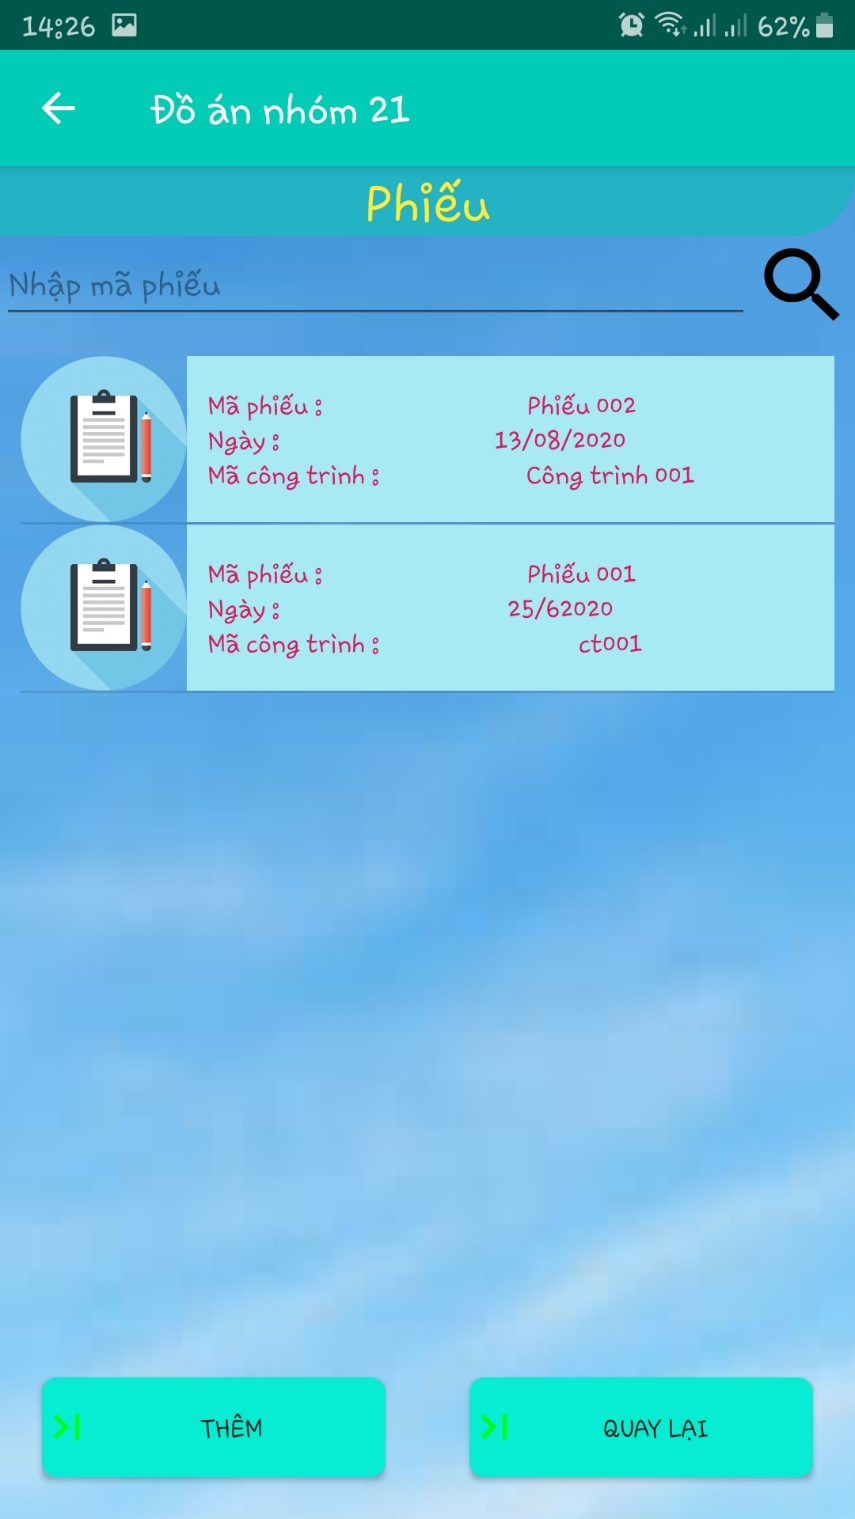 14:26 62%
Đồ án nhóm 21
Phiếu
Nhập mã phiếu
Mã phiếu : Phiếu 002
Ngày : 13/08/2020
Mã công trình : Công trình 001
Mã phiếu : Phiếu 001
Ngày : 25/62020
Mã công trình : ct001
THÊM QUAY LẠI